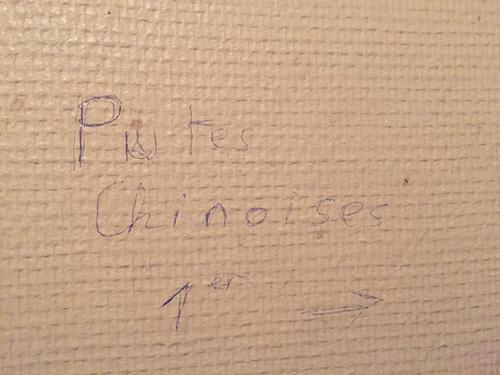 Putes
Chinoises
1er →